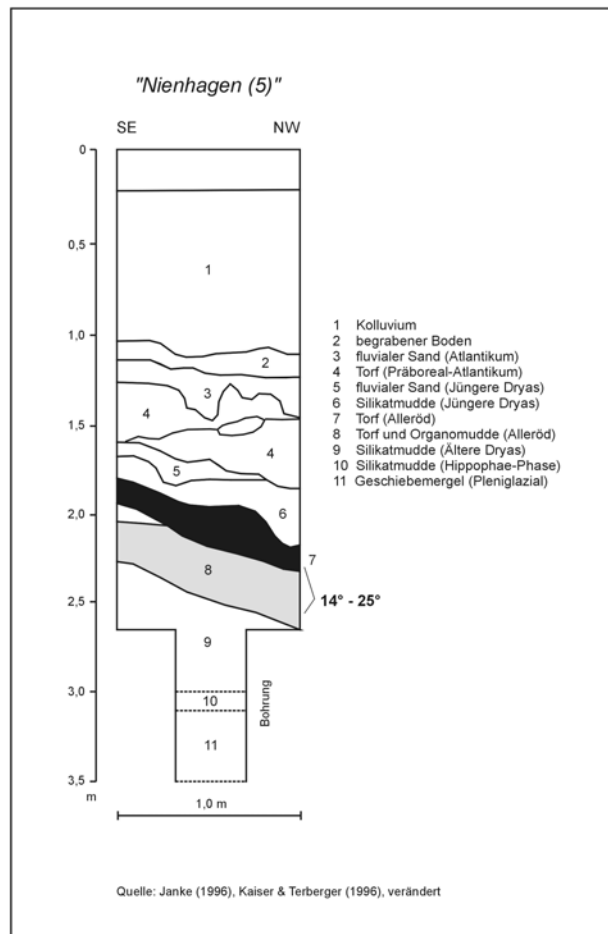 "Nienhagen (5)"
SE NW
0
0,5
1,0
1,5
2,0
2,5
3,0
3,5
m
1
2
3
4
4
5
6
7
8
14° - 25°
9
10
11
Bohrung
1,0 m
1 Kolluvium
2 begrabener Boden
3 fluvialer Sand (Atlantikum)
4 Torf (Präboreal-Atlantikum)
5 fluvialer Sand (Jüngere Dryas)
6 Silikatmudde (Jüngere Dryas)
7 Torf (Alleröd)
8 Torf und Organomudde (Alleröd)
9 Silikatmudde (Ältere Dryas)
10 Silikatmudde (Hippophae-Phase)
11 Geschiebemergel (Pleniglazial)
Quelle: Janke (1996), Kaiser & Terberger (1996), verändert